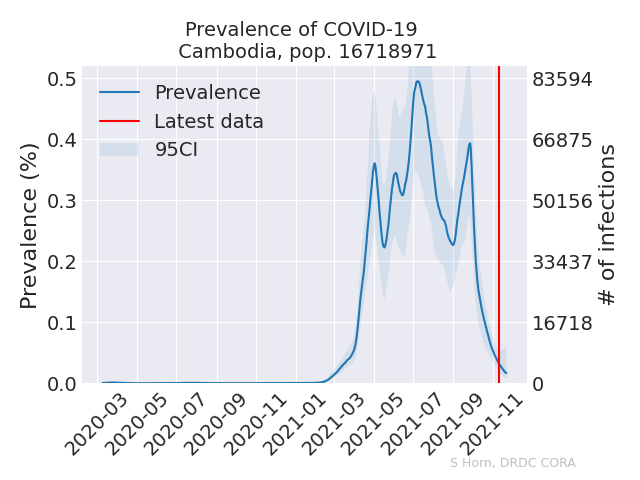 Prevalence of COVID-19
Cambodia, pop. 16718971
Prevalence
Latest data
95CI
Prevalence (%)
0.5
0.4
0.3
0.2
0.1
0.0
83594
66875
50156
33437
16718
0
# of infections
2020-03
2020-05
2020-07
2020-09
2020-11
2021-01
2021-03
2021-05
2021-07
2021-09
2021-11
S Horn, DRDC CORA